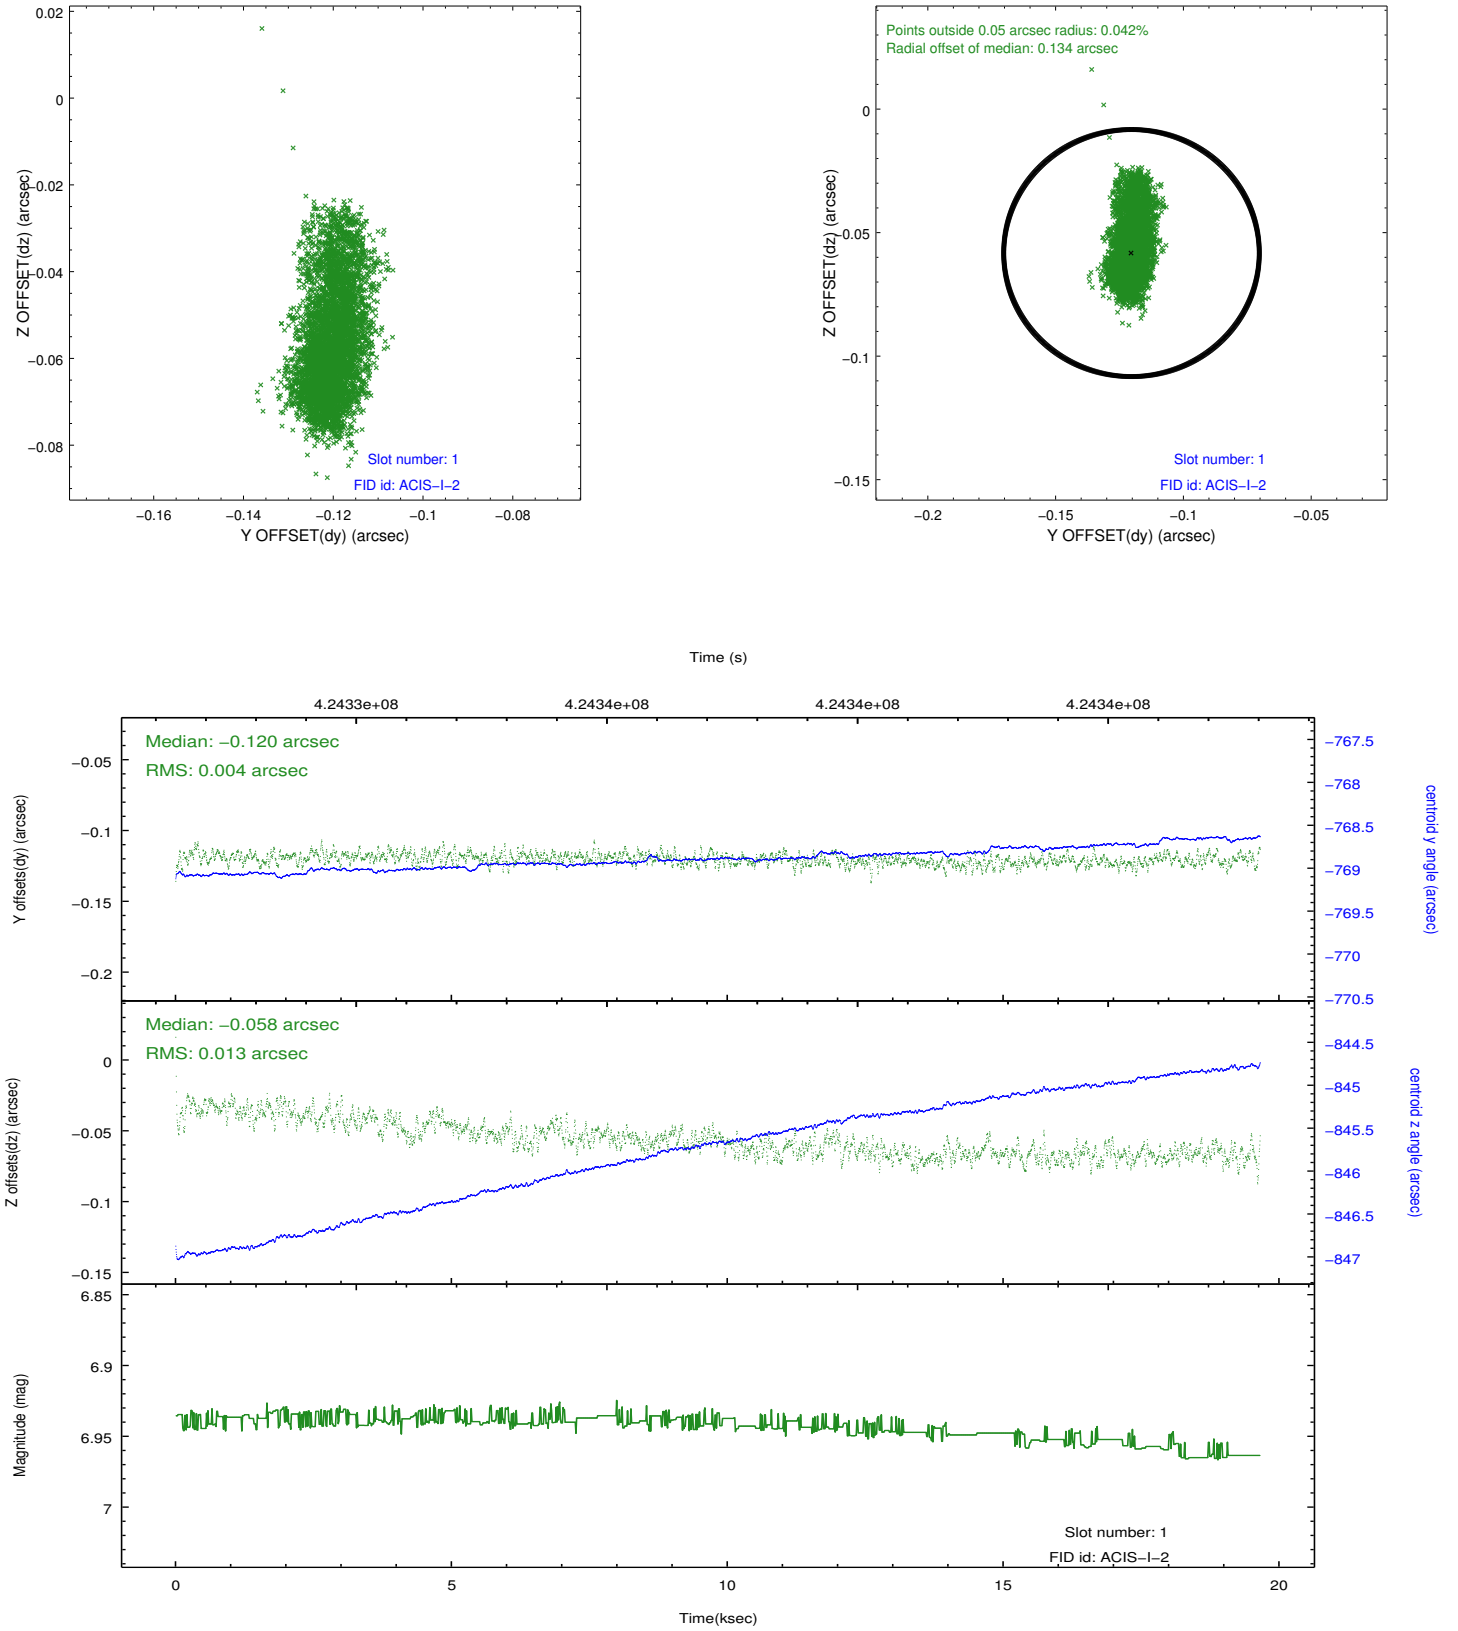 0.02
0
−0.02
−0.04
−0.06
−0.08
Z OFFSET(dz) (arcsec)
Slot number: 1
FID id: ACIS−I−2
−0.16
−0.14
−0.12
−0.1
−0.08
Y OFFSET(dy) (arcsec)
Points outside 0.05 arcsec radius: 0.042%
Radial offset of median: 0.134 arcsec
0
−0.05
−0.1
−0.15
Z OFFSET(dz) (arcsec)
Slot number: 1
FID id: ACIS−I−2
−0.2
−0.15
−0.1
−0.05
Y OFFSET(dy) (arcsec)
Time (s)
4.2433e+08
4.2434e+08
4.2434e+08
4.2434e+08
Median: −0.120 arcsec
RMS: 0.004 arcsec
−0.05
−0.1
−0.15
−0.2
Y offsets(dy) (arcsec)
−767.5
−768
−768.5
−769
−769.5
−770
−770.5
centroid y angle (arcsec)
Median: −0.058 arcsec
RMS: 0.013 arcsec
0
−0.05
−0.1
−0.15
Z offsets(dz) (arcsec)
−844.5
−845
−845.5
−846
−846.5
−847
centroid z angle (arcsec)
6.85
6.9
6.95
7
Magnitude (mag)
Slot number: 1
FID id: ACIS−I−2
0
5
10
15
20
Time(ksec)